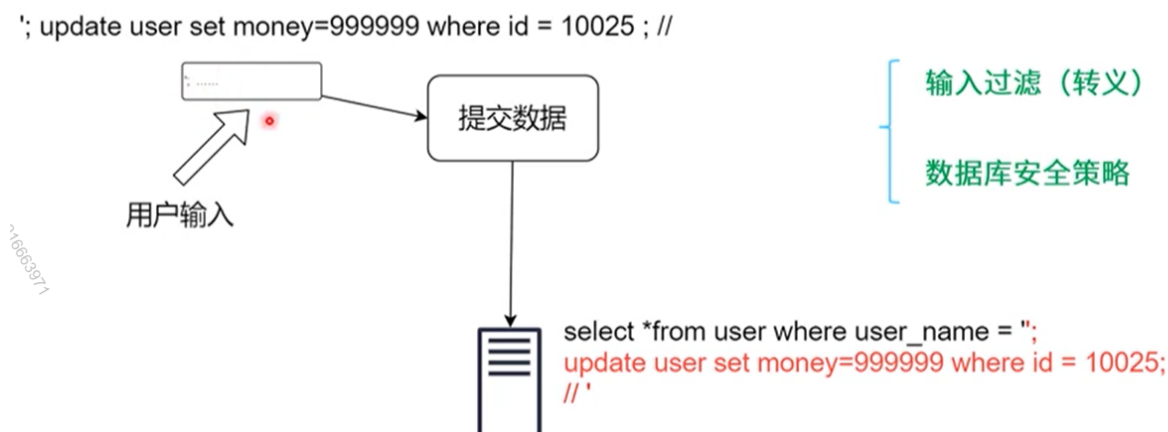 '; update user set money=999999 where id = 10025 ; //
提交数据
用户输入
输入过滤（转义）
数据库安全策略
16663971
select *from user where user_name = '';
update user set money=999999 where id = 10025;
// '